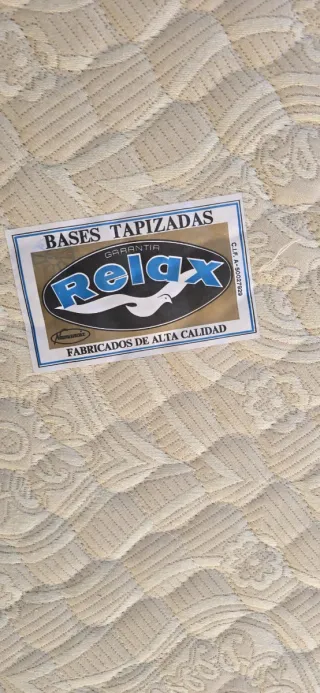 BASES TAPIZADAS
GARANTIA
Relax
FABRICADOS DE ALTA CALIDAD